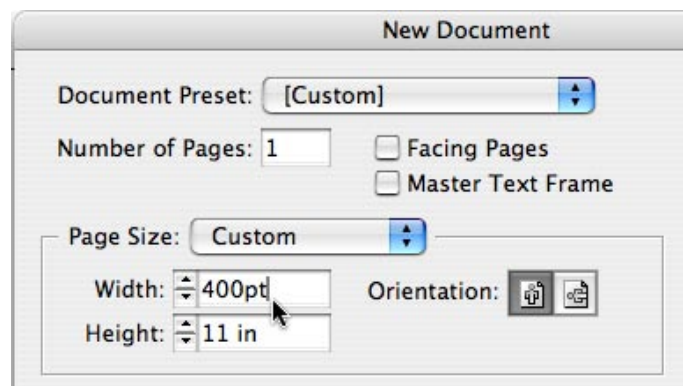 New Document
Document Preset: [Custom]
Number of Pages: 1 Facing Pages
Master Text Frame
Page Size: Custom
Width: 400pt Orientation:
Height: 11 in